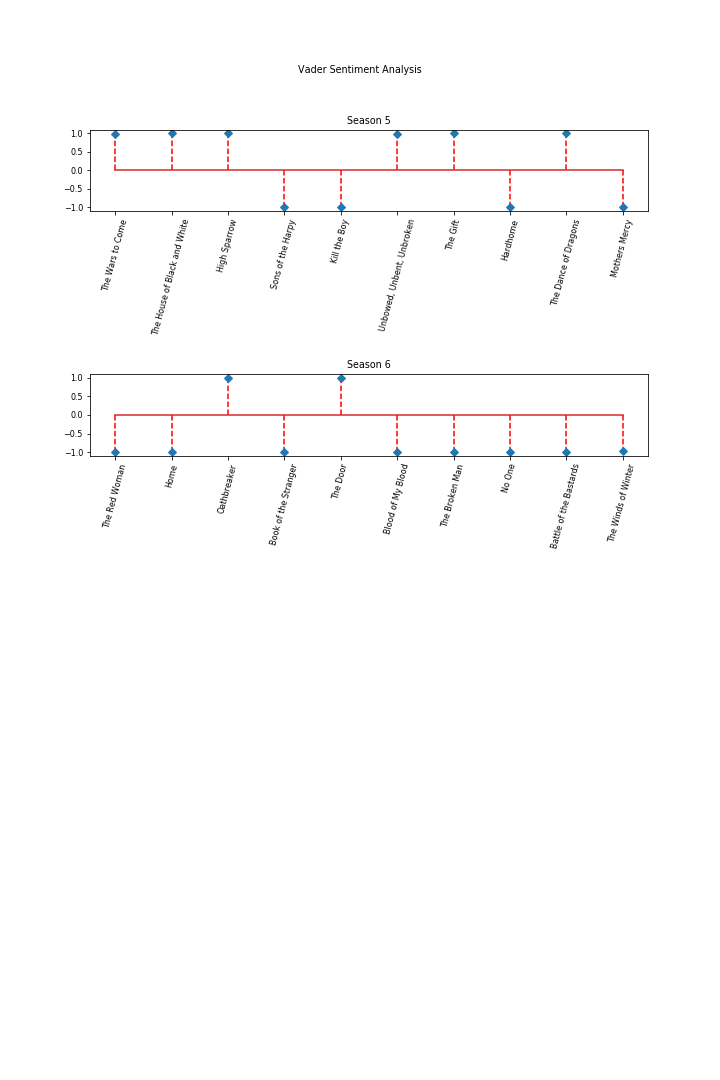 Vader Sentiment Analysis
Season 5
1.0
0.5
0.0
−0.5
−1.0
The Wars to Come
The House of Black and White
High Sparrow
Sons of the Harpy
Kill the Boy
Unbowed, Unbent, Unbroken
The Gift
Hardhome
The Dance of Dragons
Mothers Mercy
Season 6
1.0
0.5
0.0
−0.5
−1.0
The Red Woman
Home
Oathbreaker
Book of the Stranger
The Door
Blood of My Blood
The Broken Man
No One
Battle of the Bastards
The Winds of Winter